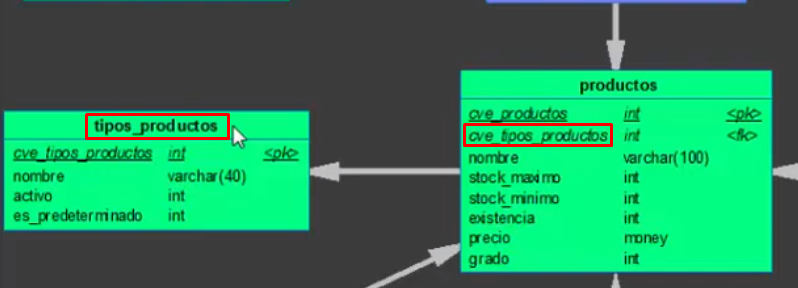 tipos_productos
cve_tipos_productos int <pk>
nombre varchar(40)
activo int
es_predeterminado int
productos
cve_productos int <pk>
cve_tipos_productos int <fk>
nombre varchar(100)
stock_maximo int
stock_minimo int
existencia int
precio money
grado int